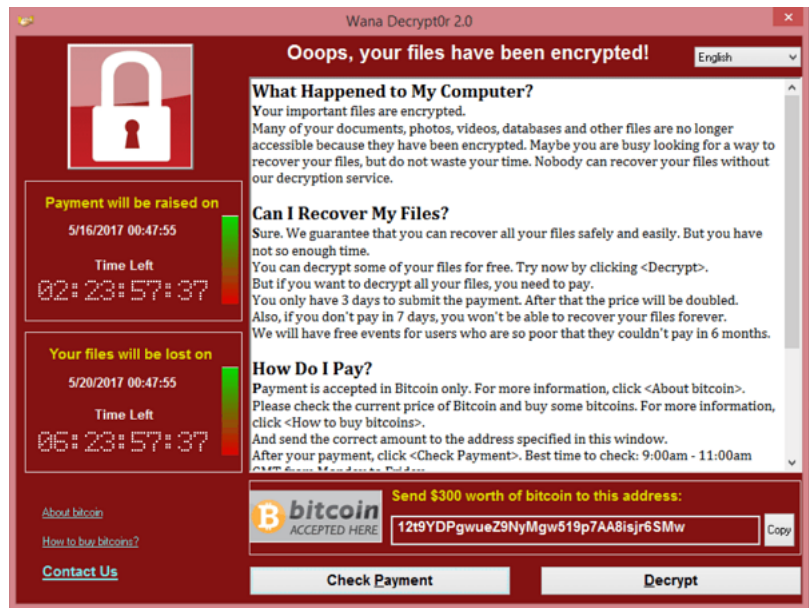 Wana Decrypt0r 2.0
Ooops, your files have been encrypted!
English
What Happened to My Computer?
Your important files are encrypted.
Many of your documents, photos, videos, databases and other files are no longer
accessible because they have been encrypted. Maybe you are busy looking for a way to
recover your files, but do not waste your time. Nobody can recover your files without
our decryption service.
Can I Recover My Files?
Sure. We guarantee that you can recover all your files safely and easily. But you have
not so enough time.
You can decrypt some of your files for free. Try now by clicking <Decrypt>.
But if you want to decrypt all your files, you need to pay.
You only have 3 days to submit the payment. After that the price will be doubled.
Also, if you don't pay in 7 days, you won't be able to recover your files forever.
We will have free events for users who are so poor that they couldn't pay in 6 months.
How Do I Pay?
Payment is accepted in Bitcoin only. For more information, click <About bitcoin>.
Please check the current price of Bitcoin and buy some bitcoins. For more information,
click <How to buy bitcoins>.
And send the correct amount to the address specified in this window.
After your payment, click <Check Payment>. Best time to check: 9:00am - 11:00am
GMT from Monday to Friday.
Payment will be raised on
5/16/2017 00:47:55
Time Left
02:23:57:37
Your files will be lost on
5/20/2017 00:47:55
Time Left
06:23:57:37
About bitcoin
How to buy bitcoins?
Contact Us
bitcoin
ACCEPTED HERE
Send $300 worth of bitcoin to this address:
12t9YDPgwueZ9NyMgw519p7AA8isjr6SMw
Copy
Check Payment
Decrypt